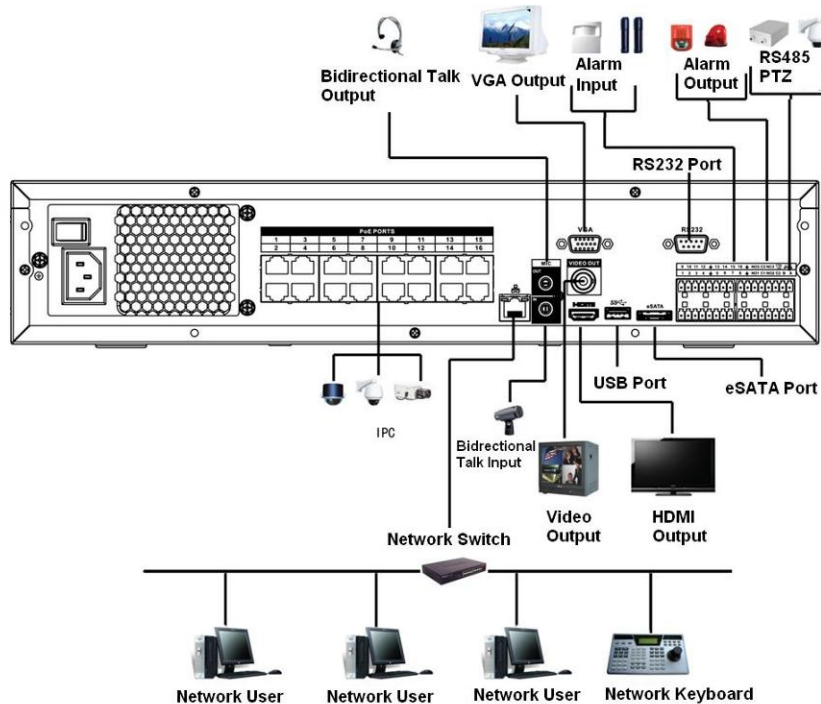 Bidirectional Talk
Output
VGA Output
Alarm
Input
Alarm
Output
RS485
PTZ
RS232 Port
PoE PORTS
1 3 5 7 9 11 13 15
2 4 6 8 10 12 14 16
MIC
OUT
IN
VGA
VIDEO OUT
RS232
HDMI
eSATA
USB Port
eSATA Port
IPC
Bidrectional
Talk Input
Video
Output
HDMI
Output
Network Switch
Network User
Network User
Network User
Network Keyboard